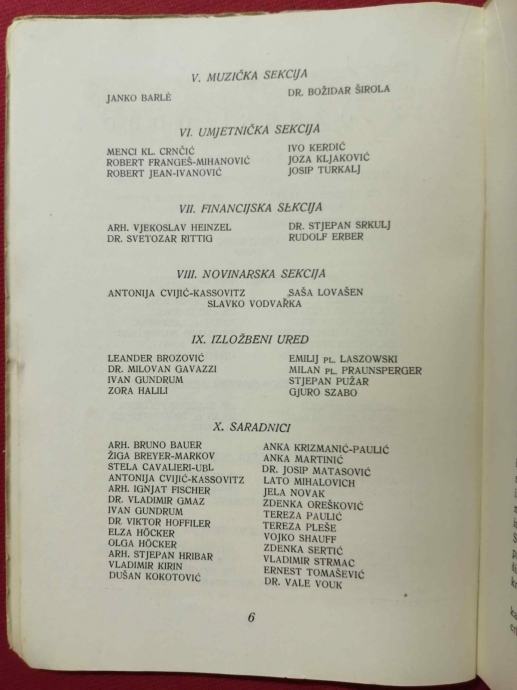 V. MUZIČKA SEKCIJA
JANKO BARLÉ
DR. BOŽIDAR ŠIROLA
VI. UMJETNIČKA SEKCIJA
MENCI KL. CRNČIĆ
ROBERT FRANGEŠ-MIHANOVIĆ
ROBERT JEAN-IVANOVIĆ
IVO KERDIĆ
JOZA KLJAKOVIĆ
JOSIP TURKALJ
VII. FINANCIJSKA SEKCIJA
ARH. VJEKOSLAV HEINZEL
DR. SVETOZAR RITTIG
DR. STJEPAN SRKULJ
RUDOLF ERBER
VIII. NOVINARSKA SEKCIJA
ANTONIJA CVIJIĆ-KASSOVITZ
SAŠA LOVAŠEN
SLAVKO VODVAŘKA
IX. IZLOŽBENI URED
LEANDER BROZOVIĆ
DR. MILOVAN GAVAZZI
IVAN GUNDRUM
ZORA HALILI
EMILIJ PL. LASZOWSKI
MILAN PL. PRAUNSPERGER
STJEPAN PUŽAR
GJURO SZABO
X. SARADNICI
ARH. BRUNO BAUER
ŽIGA BREYER-MARKOV
STELA CAVALIERI-UBL
ANTONIJA CVIJIĆ-KASSOVITZ
ARH. IGNJAT FISCHER
DR. VLADIMIR GMAZ
IVAN GUNDRUM
DR. VIKTOR HOFFILER
ELZA HÖCKER
OLGA HÖCKER
ARH. STJEPAN HRIBAR
VLADIMIR KIRIN
DUŠAN KOKOTOVIĆ
ANKA KRIZMANIĆ-PAULIĆ
ANKA MARTINIĆ
DR. JOSIP MATASOVIĆ
LATO MIHALOVICH
JELA NOVAK
ZDENKA OREŠKOVIĆ
TEREZA PAULIĆ
TEREZA PLEŠE
VOJKO SHAUFF
ZDENKA SERTIĆ
VLADIMIR STRMAC
ERNEST TOMAŠEVIĆ
DR. VALE VOUK
6